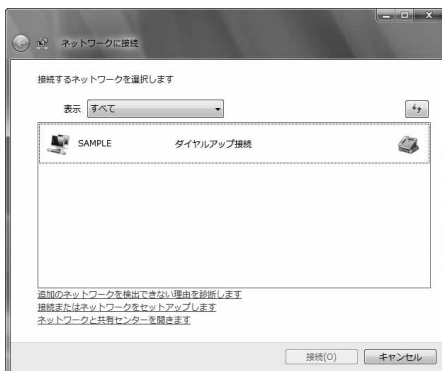 ネットワークに接続
接続するネットワークを選択します
表示 すべて
SAMPLE ダイヤルアップ接続
追加のネットワークを検出できない理由を診断します
接続またはネットワークをセットアップします
ネットワークと共有センターを開きます
接続(O) キャンセル